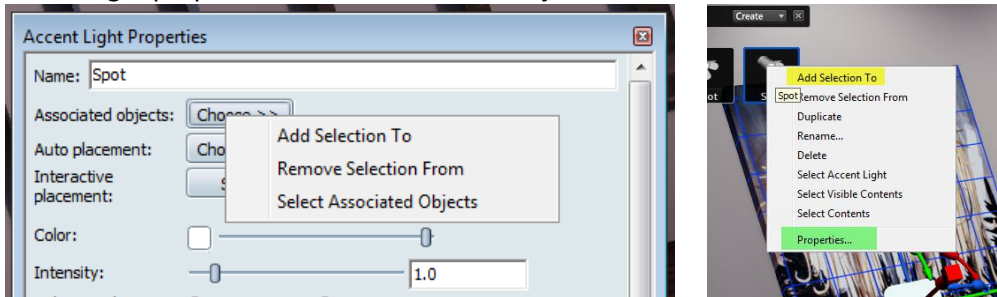 Accent Light Properties
Name: Spot
Associated objects: Choose >>
Add Selection To
Remove Selection From
Select Associated Objects
Auto placement:
Interactive
placement:
Color:
Intensity: 1.0
Create
Add Selection To
Spot
Remove Selection From
Duplicate
Rename...
Delete
Select Accent Light
Select Visible Contents
Select Contents
Properties...